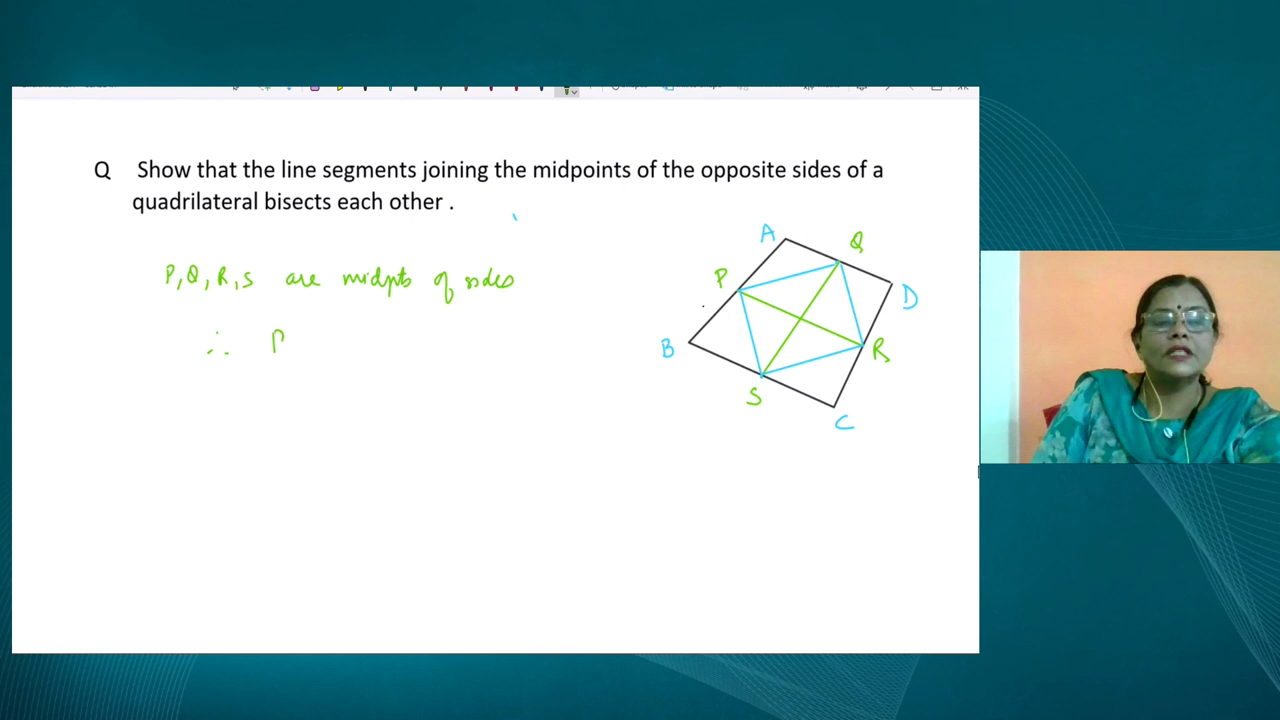 Q Show that the line segments joining the midpoints of the opposite sides of a
quadrilateral bisects each other .
P, Q, R, S are midpts of sides
∴ P
A
Q
P
D
B
R
S
C